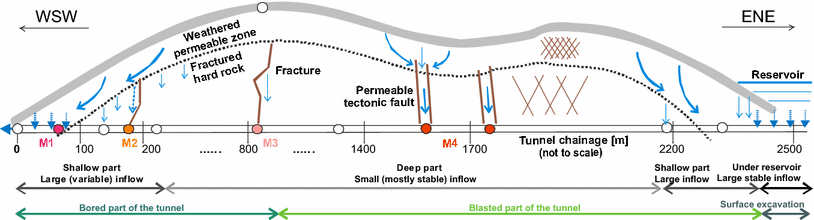 WSW
ENE
Weathered
permeable zone
Fractured
hard rock
Fracture
Permeable
tectonic fault
Reservoir
M1
M2
M3
M4
Tunnel chainage [m]
(not to scale)
0
100
200
......
800
......
1400
1700
2200
2500
Shallow part
Large (variable) inflow
Deep part
Small (mostly stable) inflow
Shallow part
Large inflow
Under reservoir
Large stable inflow
Bored part of the tunnel
Blasted part of the tunnel
Surface excavation